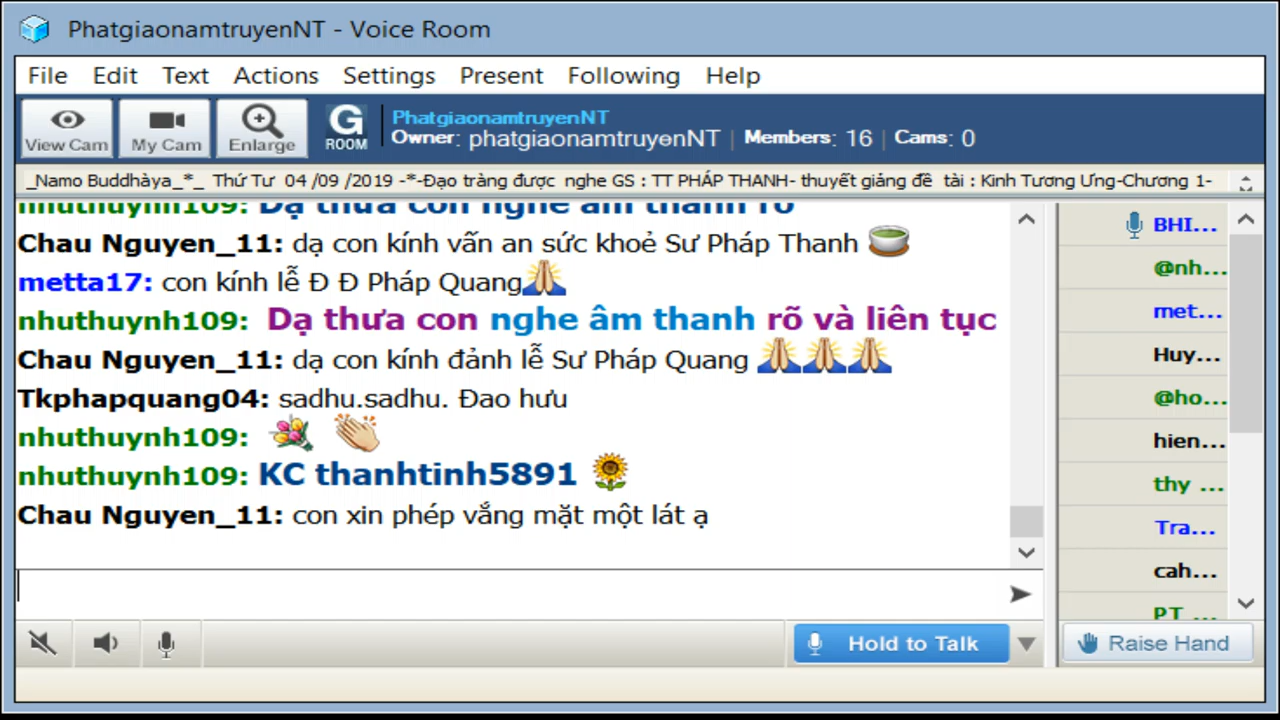 PhatgiaonamtruyenNT - Voice Room
File Edit Text Actions Settings Present Following Help
View Cam My Cam Enlarge G ROOM
PhatgiaonamtruyenNT
Owner: phatgiaonamtruyenNT | Members: 16 | Cams: 0
_Namo Buddhàya_*_ Thứ Tư 04 /09 /2019 -*-Đạo tràng được nghe GS : TT PHÁP THANH- thuyết giảng đề tài : Kinh Tương Ưng-Chương 1-
nhuthuynh109: Dạ thưa con nghe âm thanh rõ
Chau Nguyen_11: dạ con kính vấn an sức khoẻ Sư Pháp Thanh
metta17: con kính lễ Đ Đ Pháp Quang
nhuthuynh109: Dạ thưa con nghe âm thanh rõ và liên tục
Chau Nguyen_11: dạ con kính đảnh lễ Sư Pháp Quang
Tkphapquang04: sadhu.sadhu. Đao hưu
nhuthuynh109:
nhuthuynh109: KC thanhtinh5891
Chau Nguyen_11: con xin phép vắng mặt một lát ạ
BHI...
@nh...
met...
Huy...
@ho...
hien...
thy ...
Tra...
cah...
PT ...
Hold to Talk
Raise Hand